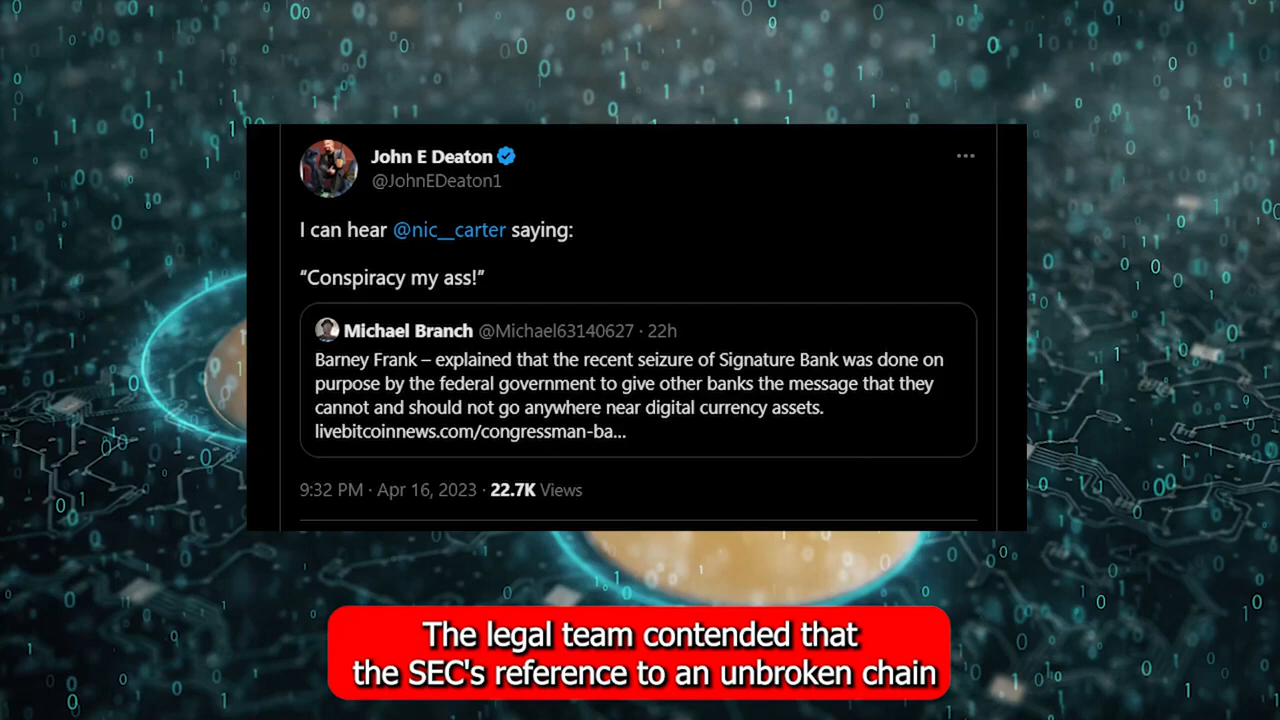 John E Deaton
@JohnEDeaton1
I can hear @nic__carter saying:
“Conspiracy my ass!”
Michael Branch @Michael63140627 · 22h
Barney Frank – explained that the recent seizure of Signature Bank was done on
purpose by the federal government to give other banks the message that they
cannot and should not go anywhere near digital currency assets.
livebitcoinnews.com/congressman-ba...
9:32 PM · Apr 16, 2023 · 22.7K Views
The legal team contended that
the SEC's reference to an unbroken chain